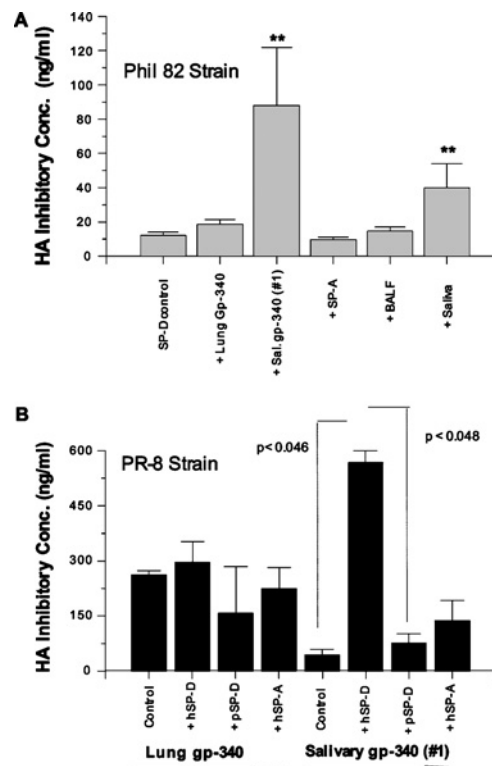 A
HA Inhibitory Conc. (ng/ml)
140
120
100
80
60
40
20
0
Phil 82 Strain
**
**
SP-Dcontrol
+ Lung Gp-340
+ Sal. gp-340 (#1)
+ SP-A
+ BALF
+ Saliva
B
HA Inhibitory Conc. (ng/ml)
600
450
300
150
0
PR-8 Strain
p<0.046
p<0.048
Control
+ hSP-D
+ pSP-D
+ hSP-A
Control
+ hSP-D
+ pSP-D
+ hSP-A
Lung gp-340
Salivary gp-340 (#1)